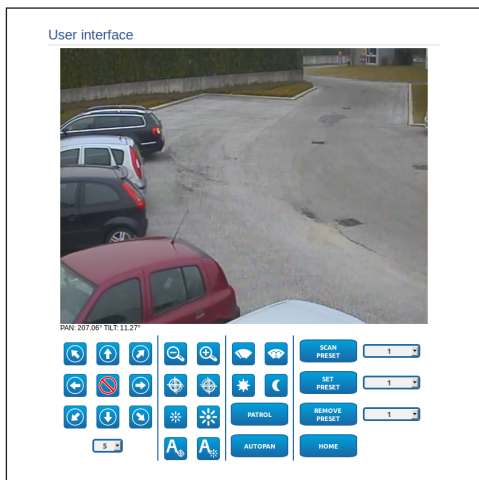 User interface
PAN: 207.06° TILT: 11.27°
SCAN PRESET
1
SET PRESET
1
REMOVE PRESET
1
PATROL
5
A
A
AUTOPAN
HOME